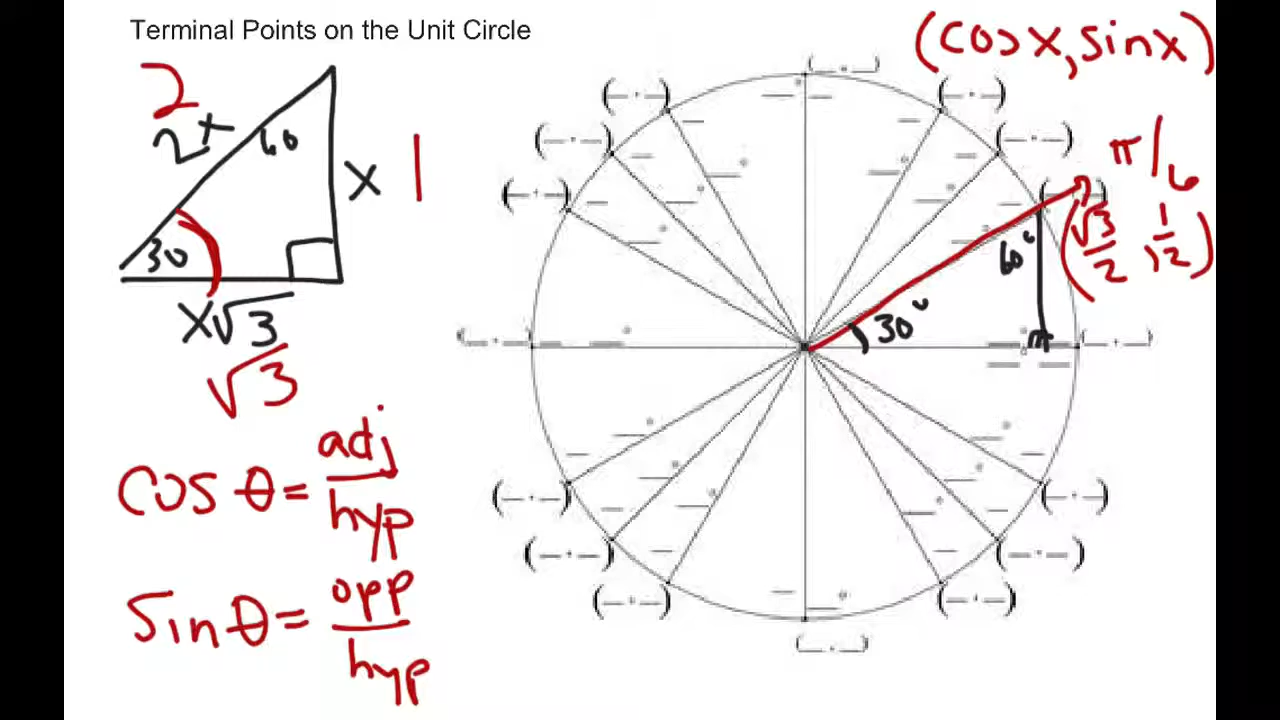 Terminal Points on the Unit Circle
(cos x, sin x)
2
2x
60
x 1
30
x√3
√3
π/6
(√3/2, 1/2)
60°
30°
cos θ = adj/hyp
sin θ = opp/hyp